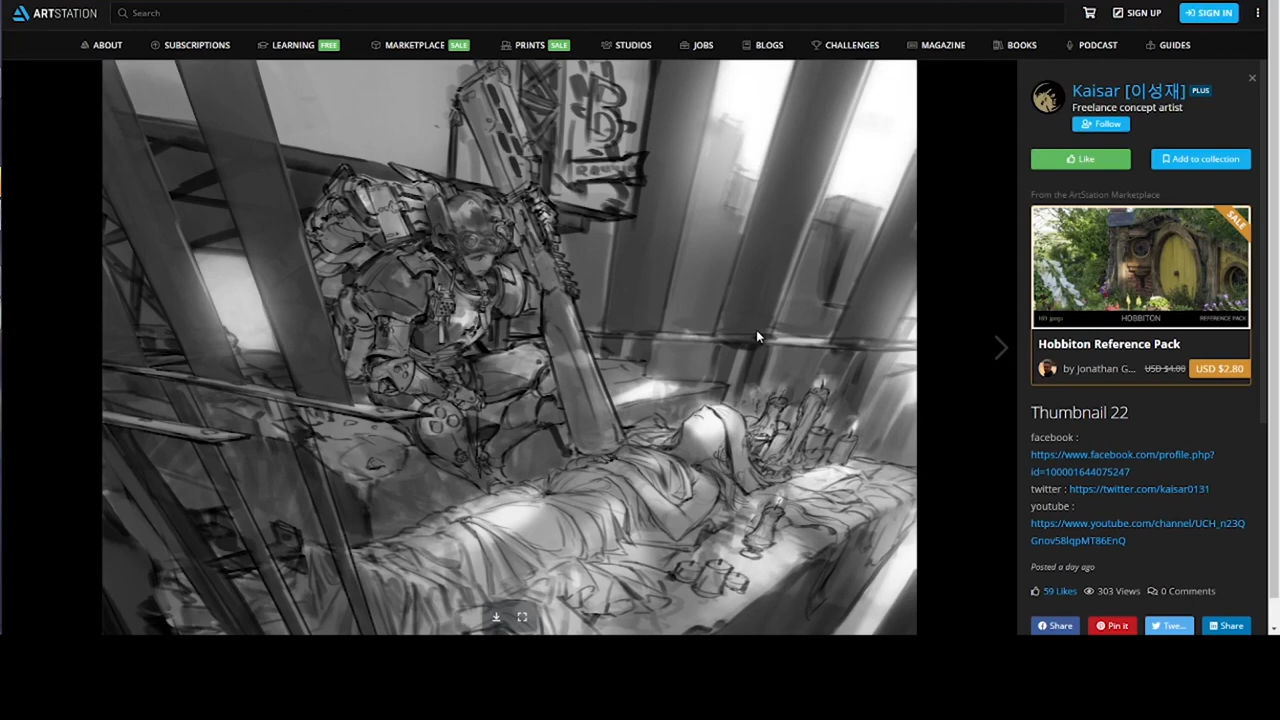 ARTSTATION
Search
SIGN UP
SIGN IN
ABOUT
SUBSCRIPTIONS
LEARNING FREE
MARKETPLACE SALE
PRINTS SALE
STUDIOS
JOBS
BLOGS
CHALLENGES
MAGAZINE
BOOKS
PODCAST
GUIDES
Kaisar [이성재] PLUS
Freelance concept artist
Follow
Like
Add to collection
From the ArtStation Marketplace
SALE
HOBBITON
REFERENCE PACK
Hobbiton Reference Pack
by Jonathan G... USD $4.00 USD $2.80
Thumbnail 22
facebook :
https://www.facebook.com/profile.php?
id=100001644075247
twitter : https://twitter.com/kaisar0131
youtube :
https://www.youtube.com/channel/UCH_n23Q
Gnov58lqpMT86EnQ
Posted a day ago
59 Likes 303 Views 0 Comments
Share
Pin it
Twe...
Share